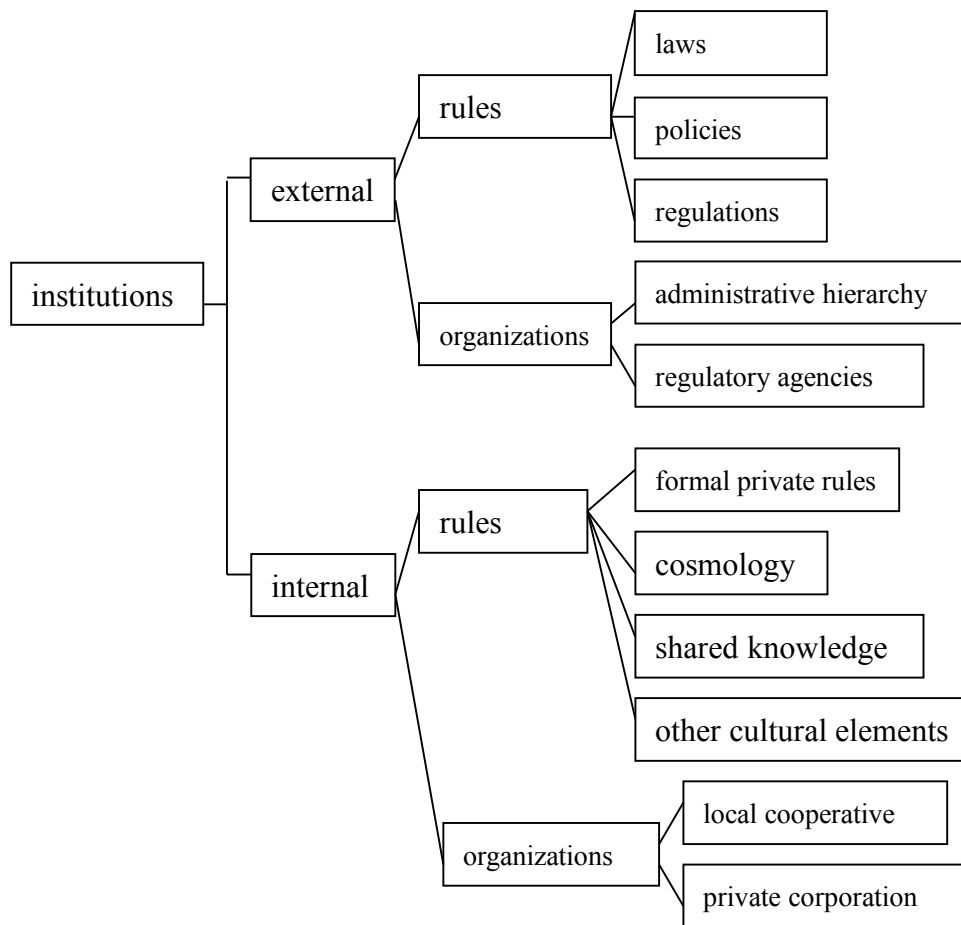 laws
rules
policies
external
regulations
institutions
administrative hierarchy
organizations
regulatory agencies
formal private rules
rules
cosmology
internal
shared knowledge
other cultural elements
local cooperative
organizations
private corporation